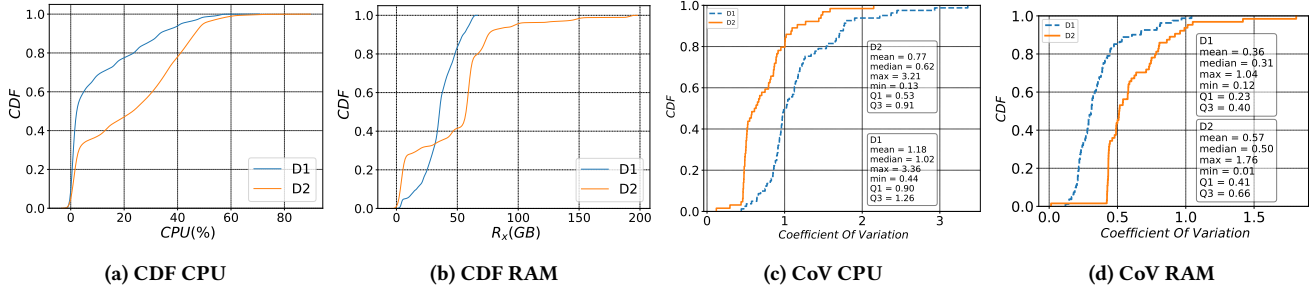 1.0
0.8
0.6
0.4
0.2
0.0
CDF
0
20
40
60
80
CPU(%)
D1
D2
(a) CDF CPU
1.0
0.8
0.6
0.4
0.2
0.0
CDF
0
50
100
150
200
Rx(GB)
D1
D2
(b) CDF RAM
1.0
0.8
0.6
0.4
0.2
0.0
CDF
0
1
2
3
Coefficient Of Variation
D1
D2
D2
mean = 0.77
median = 0.62
max = 3.21
min = 0.13
Q1 = 0.53
Q3 = 0.91
D1
mean = 1.18
median = 1.02
max = 3.36
min = 0.44
Q1 = 0.90
Q3 = 1.26
(c) CoV CPU
1.0
0.8
0.6
0.4
0.2
0.0
CDF
0.0
0.5
1.0
1.5
Coefficient Of Variation
D1
D2
D1
mean = 0.36
median = 0.31
max = 1.04
min = 0.12
Q1 = 0.23
Q3 = 0.40
D2
mean = 0.57
median = 0.50
max = 1.76
min = 0.01
Q1 = 0.41
Q3 = 0.66
(d) CoV RAM